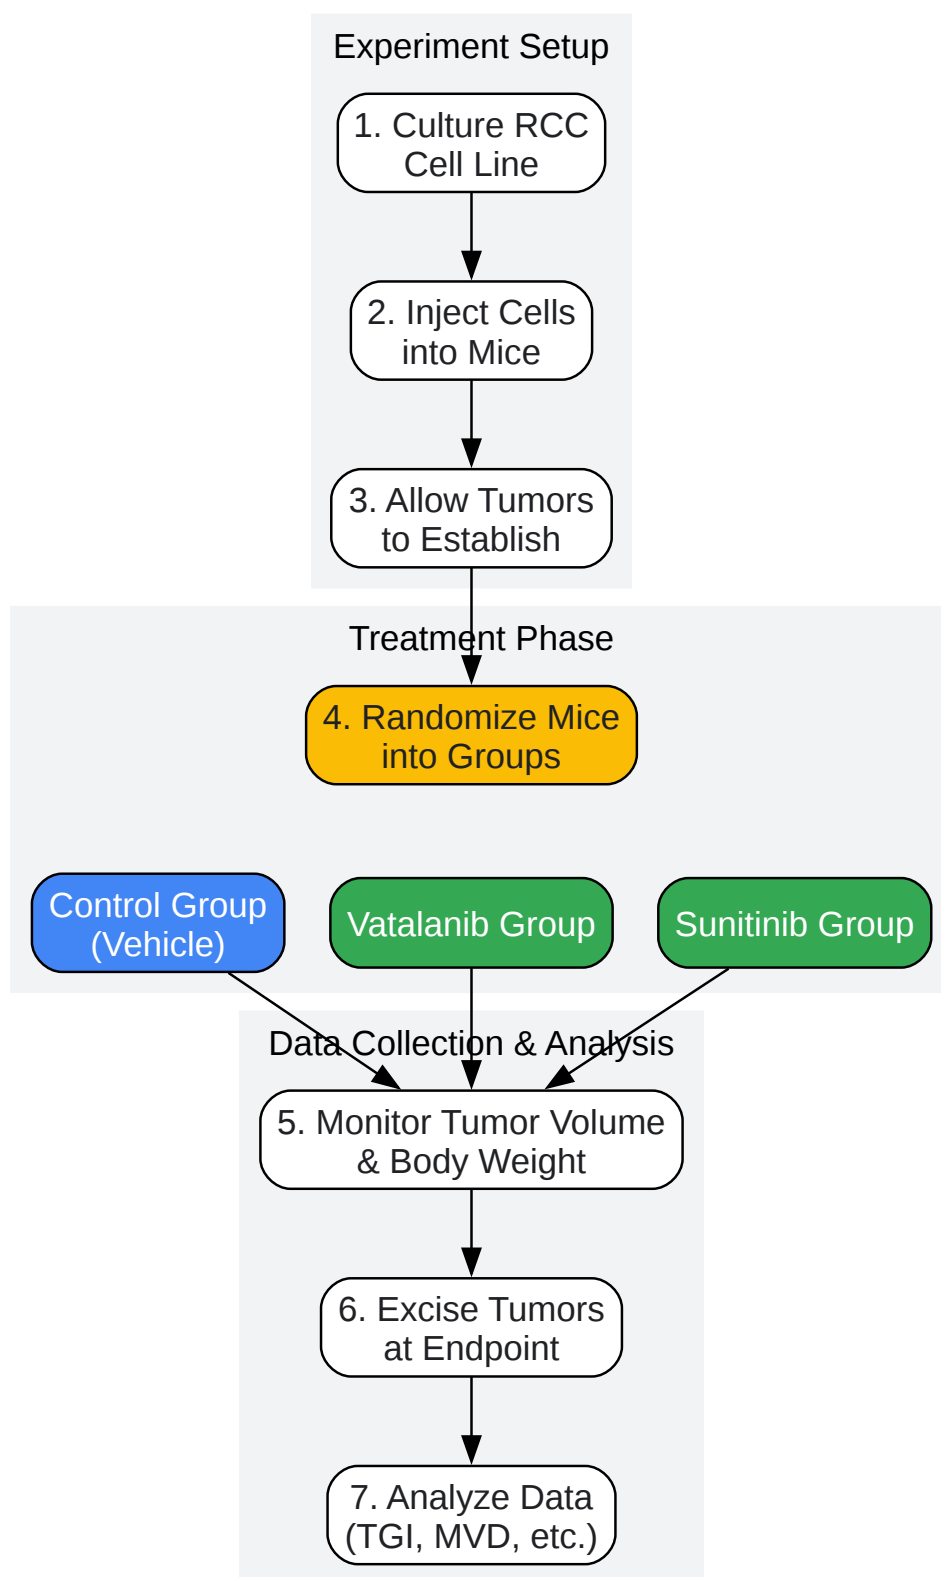 Experiment Setup
1. Culture RCC
Cell Line
2. Inject Cells
into Mice
3. Allow Tumors
to Establish
Treatment Phase
4. Randomize Mice
into Groups
Control Group
(Vehicle)
Vatalanib Group
Sunitinib Group
Data Collection & Analysis
5. Monitor Tumor Volume
& Body Weight
6. Excise Tumors
at Endpoint
7. Analyze Data
(TGI, MVD, etc.)